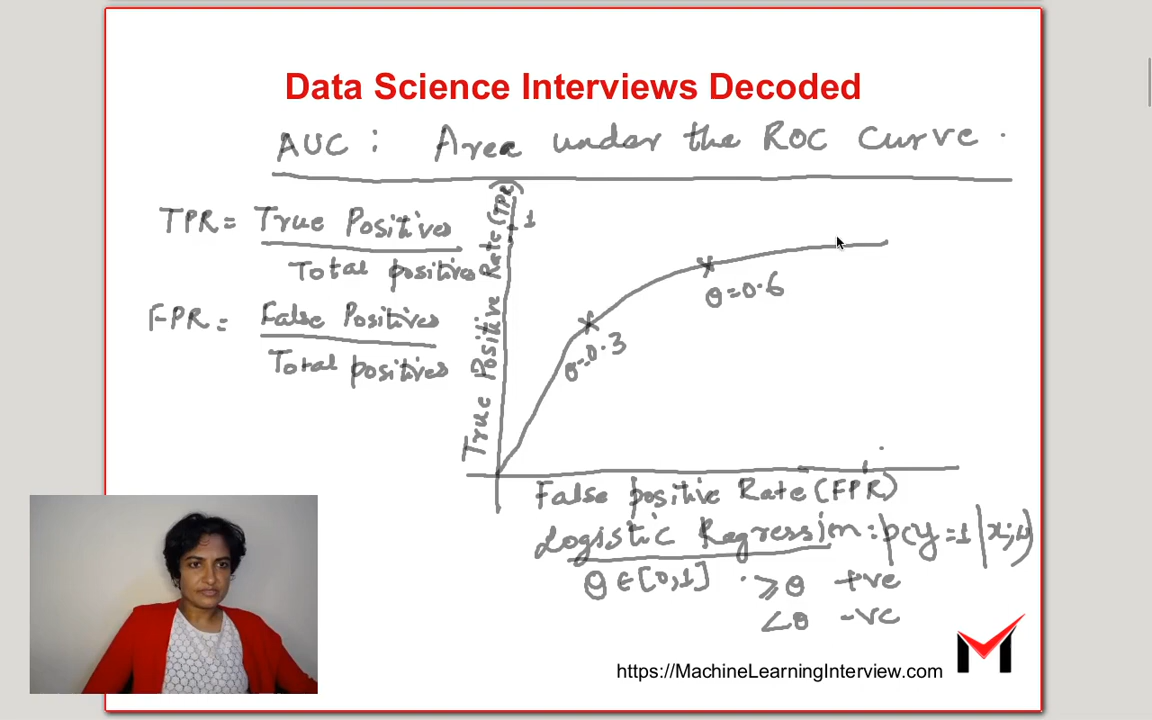 Data Science Interviews Decoded
AUC: Area under the ROC Curve.
TPR = True Positives
Total positives
FPR = False Positives
Total positives
True Positive Rate (TPR)
1
θ=0.6
θ=0.3
False positive Rate (FPR)
Logistic Regression: p(y=1|x;
θ ∈ [0,1] ≥θ +ve
<θ -ve
https://MachineLearningInterview.com